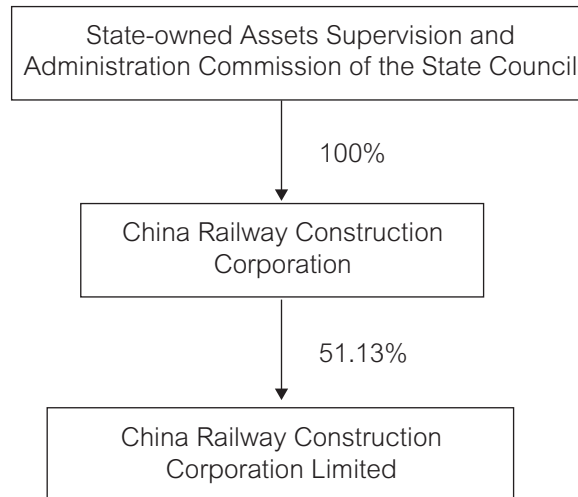 State-owned Assets Supervision and
Administration Commission of the State Council
100%
China Railway Construction
Corporation
51.13%
China Railway Construction
Corporation Limited